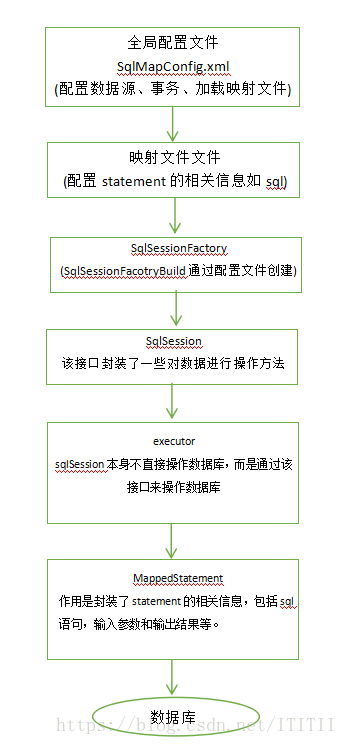 全局配置文件
SqlMapConfig.xml
(配置数据源、事务、加载映射文件)
映射文件文件
(配置 statement 的相关信息如 sql)
SqlSessionFactory
(SqlSessionFacotryBuild 通过配置文件创建)
SqlSession
该接口封装了一些对数据进行操作方法
executor
sqlSession 本身不直接操作数据库，而是通过该
接口来操作数据库
MappedStatement
作用是封装了 statement 的相关信息，包括 sql
语句，输入参数和输出结果等。
数据库
https://blog.csdn.net/ITITII